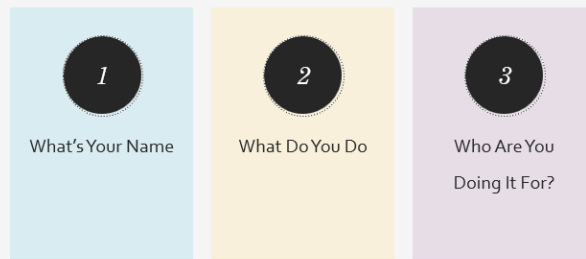 1
What's Your Name
2
What Do You Do
3
Who Are You
Doing It For?